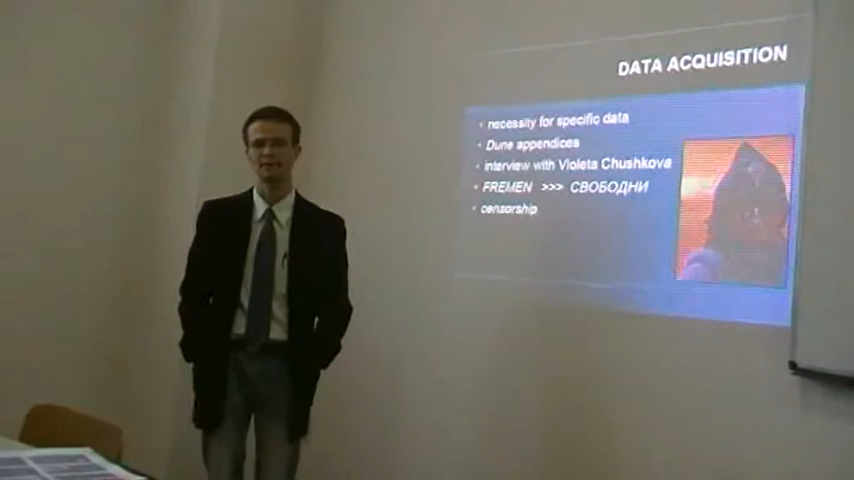 DATA ACQUISITION
necessity for specific data
Dune appendices
interview with Violeta Chushkova
FREMEN >>> СВОБОДНИ
censorship